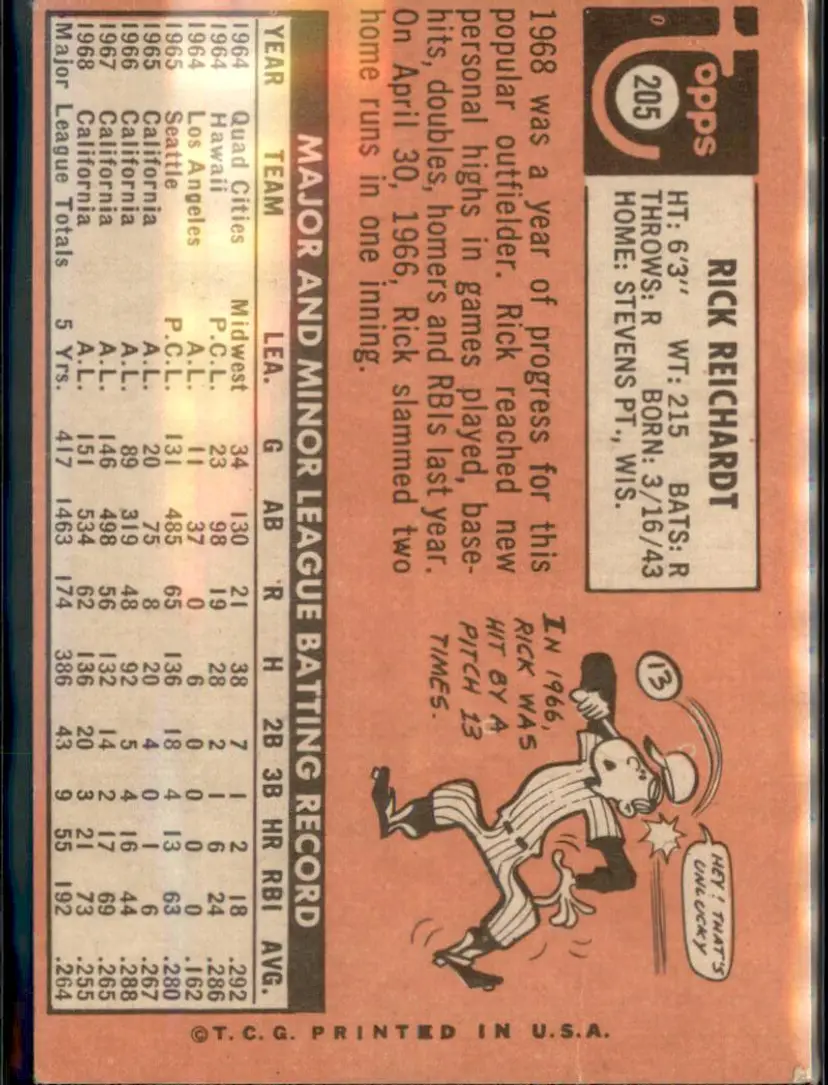 Topps
205
RICK REICHARDT
HT: 6'3" WT: 215 BATS: R
THROWS: R BORN: 3/16/43
HOME: STEVENS PT., WIS.
1968 was a year of progress for this
popular outfielder. Rick reached new
personal highs in games played, base-
hits, doubles, homers and RBIs last year.
On April 30, 1966, Rick slammed two
home runs in one inning.
HEY! THAT'S
UNLUCKY
13
IN 1966,
RICK WAS
HIT BY A
PITCH 13
TIMES.
MAJOR AND MINOR LEAGUE BATTING RECORD
YEAR TEAM LEA. G AB R H 2B 3B HR RBI AVG.
1964 Quad Cities Midwest 34 130 21 38 7 1 2 18 .292
1964 Hawaii P.C.L. 23 98 19 28 2 1 6 24 .286
1964 Los Angeles A.L. 11 37 0 6 0 0 0 0 .162
1965 Seattle P.C.L. 131 485 65 136 18 4 13 63 .280
1965 California A.L. 20 75 8 20 4 0 1 6 .267
1966 California A.L. 89 319 48 92 5 4 16 44 .288
1967 California A.L. 146 498 56 132 14 2 17 69 .265
1968 California A.L. 151 534 62 136 20 3 21 73 .255
Major League Totals 5 Yrs. 417 1463 174 386 43 9 55 192 .264
©T. C. G. PRINTED IN U.S.A.